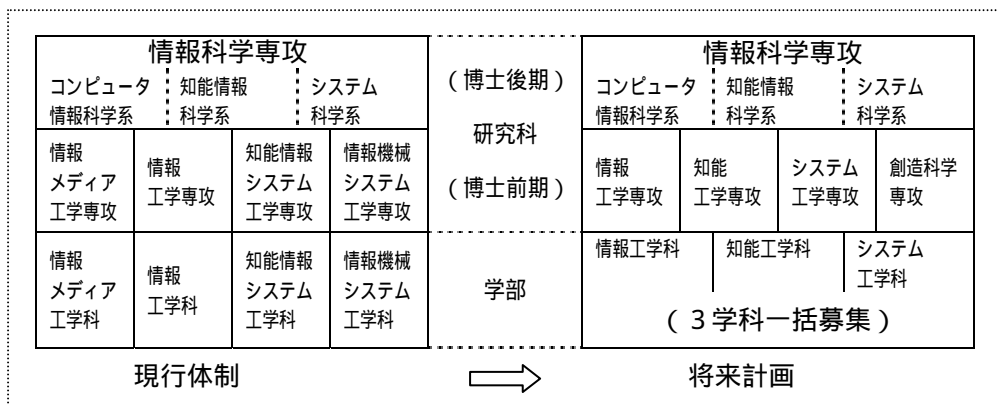 情報科学専攻
コンピュータ 知能情報 システム
情報科学系 科学系 科学系
情報
メディア
工学専攻
情報
工学専攻
知能情報
システム
工学専攻
情報機械
システム
工学専攻
情報
メディア
工学科
情報
工学科
知能情報
システム
工学科
情報機械
システム
工学科
現行体制
(博士後期)
研究科
(博士前期)
学部
情報科学専攻
コンピュータ 知能情報 システム
情報科学系 科学系 科学系
情報
工学専攻
知能
工学専攻
システム
工学専攻
創造科学
専攻
情報工学科
知能工学科
システム
工学科
(3学科一括募集)
将来計画